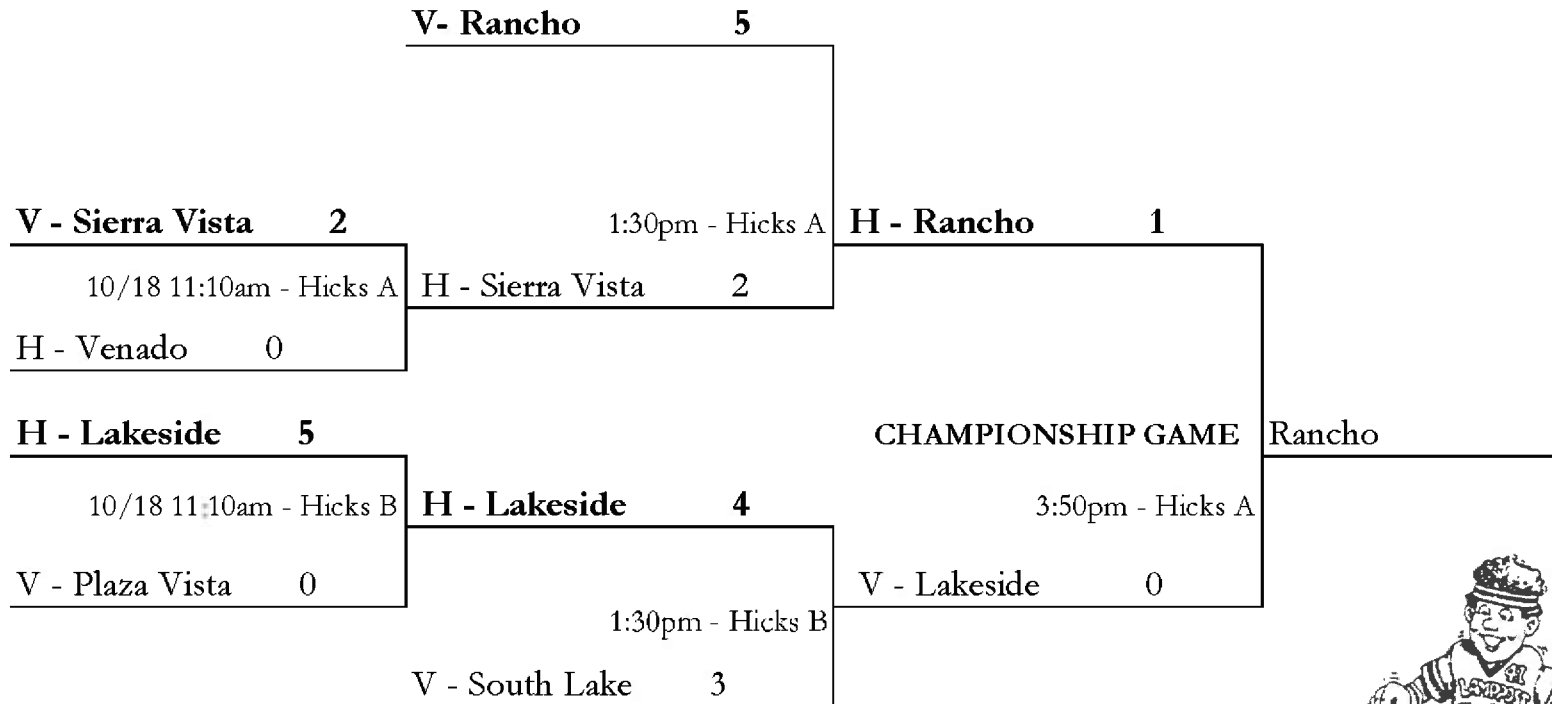 V- Rancho 5
V - Sierra Vista 2
1:30pm - Hicks A
H - Rancho 1
10/18 11:10am - Hicks A
H - Sierra Vista 2
H - Venado 0
H - Lakeside 5
CHAMPIONSHIP GAME
Rancho
10/18 11:10am - Hicks B
H - Lakeside 4
3:50pm - Hicks A
V - Plaza Vista 0
V - Lakeside 0
1:30pm - Hicks B
V - South Lake 3
41
LAMPPOST